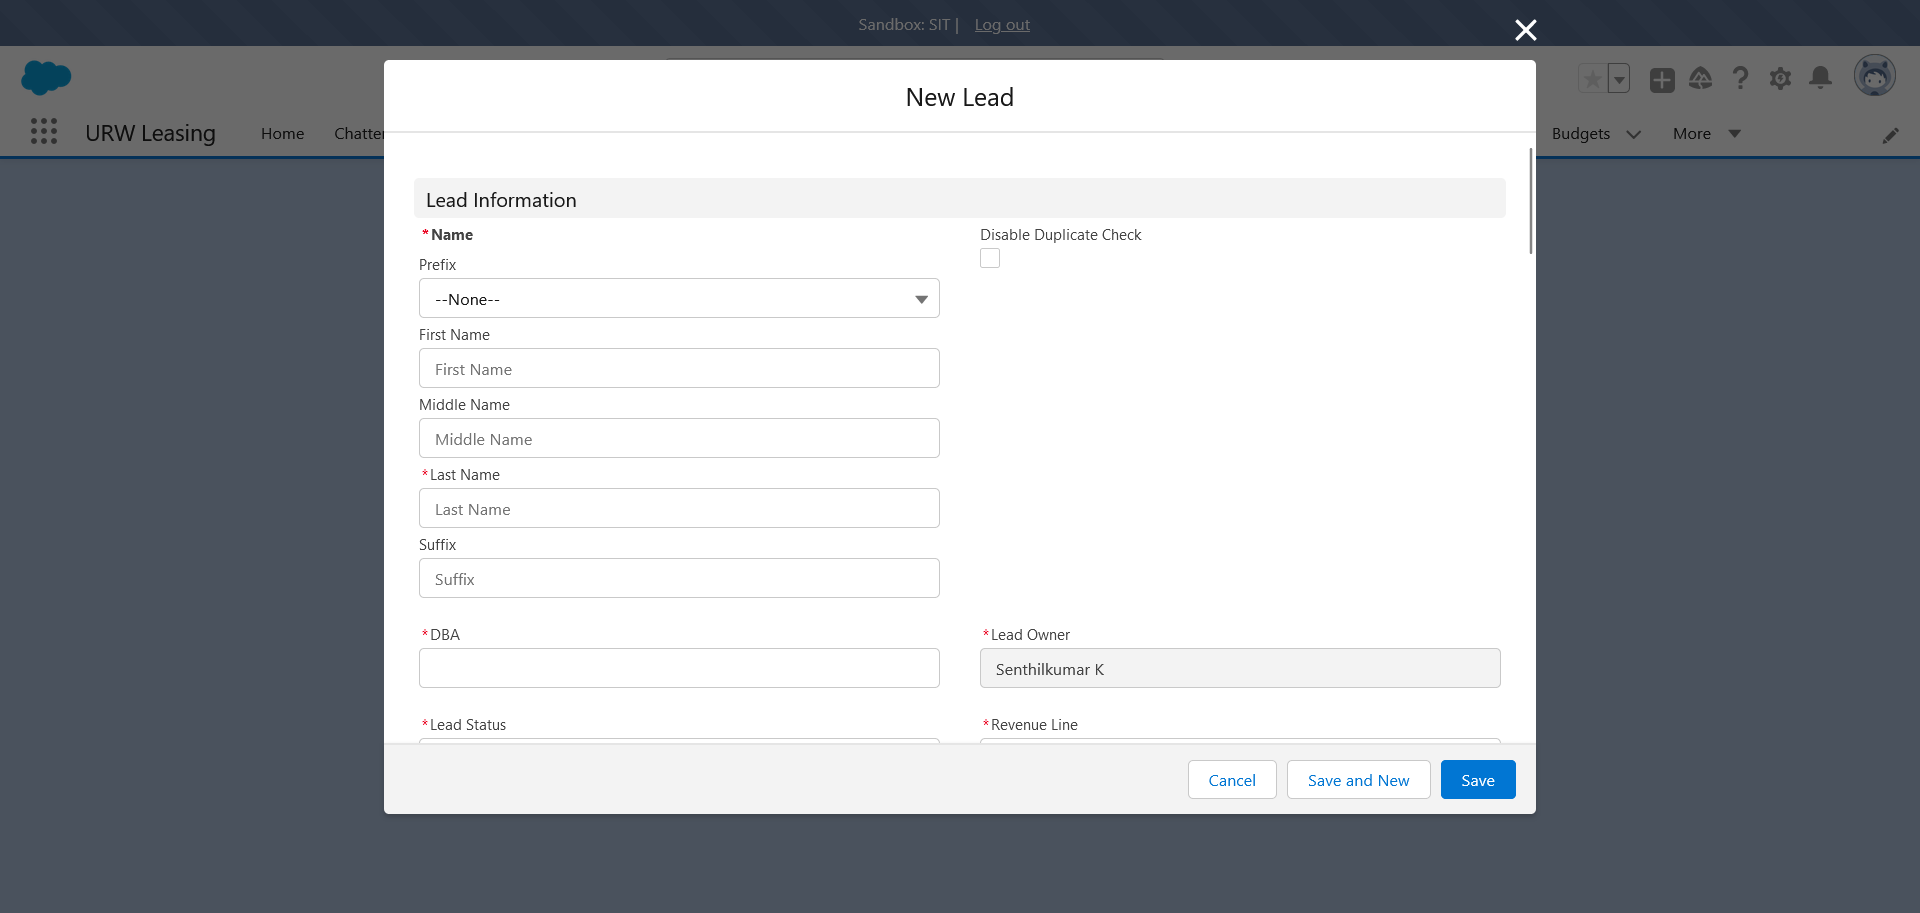 Sandbox: SIT | Log out
New Lead
URW Leasing
Home
Chatter
Budgets
More
Lead Information
*Name
Disable Duplicate Check
Prefix
--None--
First Name
First Name
Middle Name
Middle Name
*Last Name
Last Name
Suffix
Suffix
*DBA
*Lead Owner
Senthilkumar K
*Lead Status
*Revenue Line
Cancel
Save and New
Save